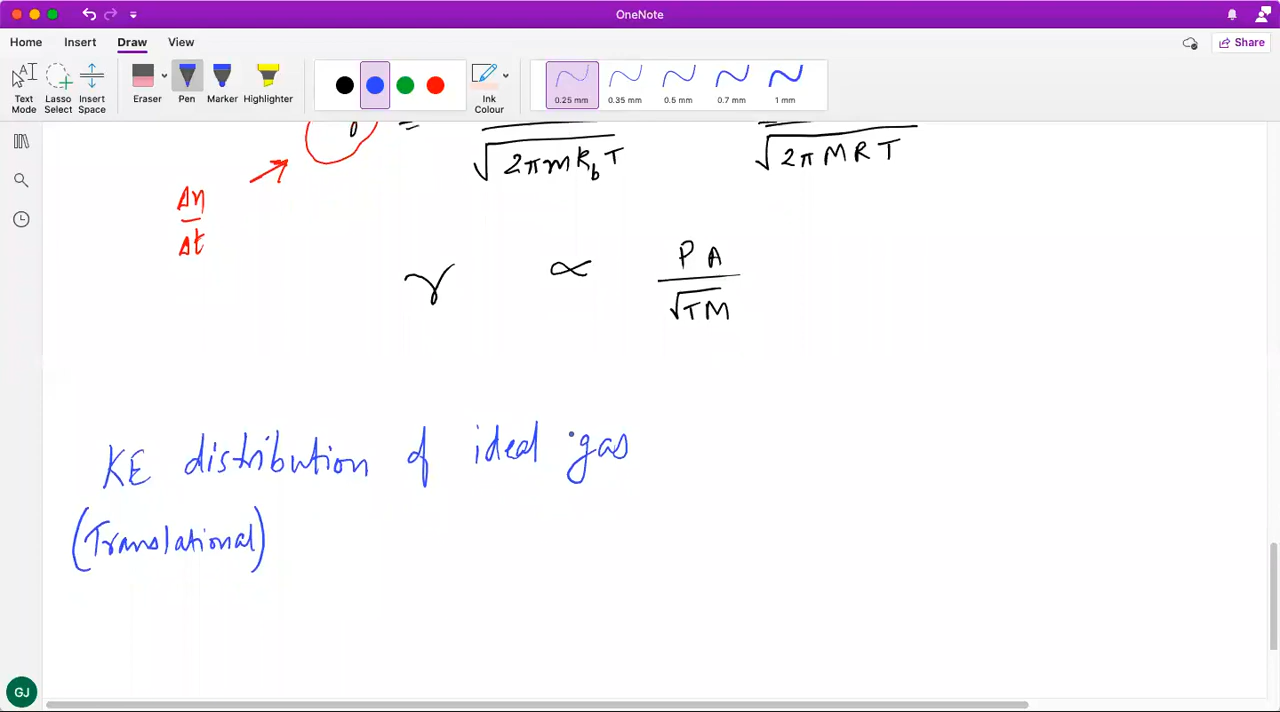 OneNote
Home Insert Draw View
Share
Text Mode
Lasso Select
Insert Space
Eraser
Pen
Marker
Highlighter
Ink Colour
0.25 mm
0.35 mm
0.5 mm
0.7 mm
1 mm
=
√2πmk_bT
√2πMRT
Δη
Δt
γ ∝ PA
√TM
KE distribution of ideal gas
(Translational)
GJ